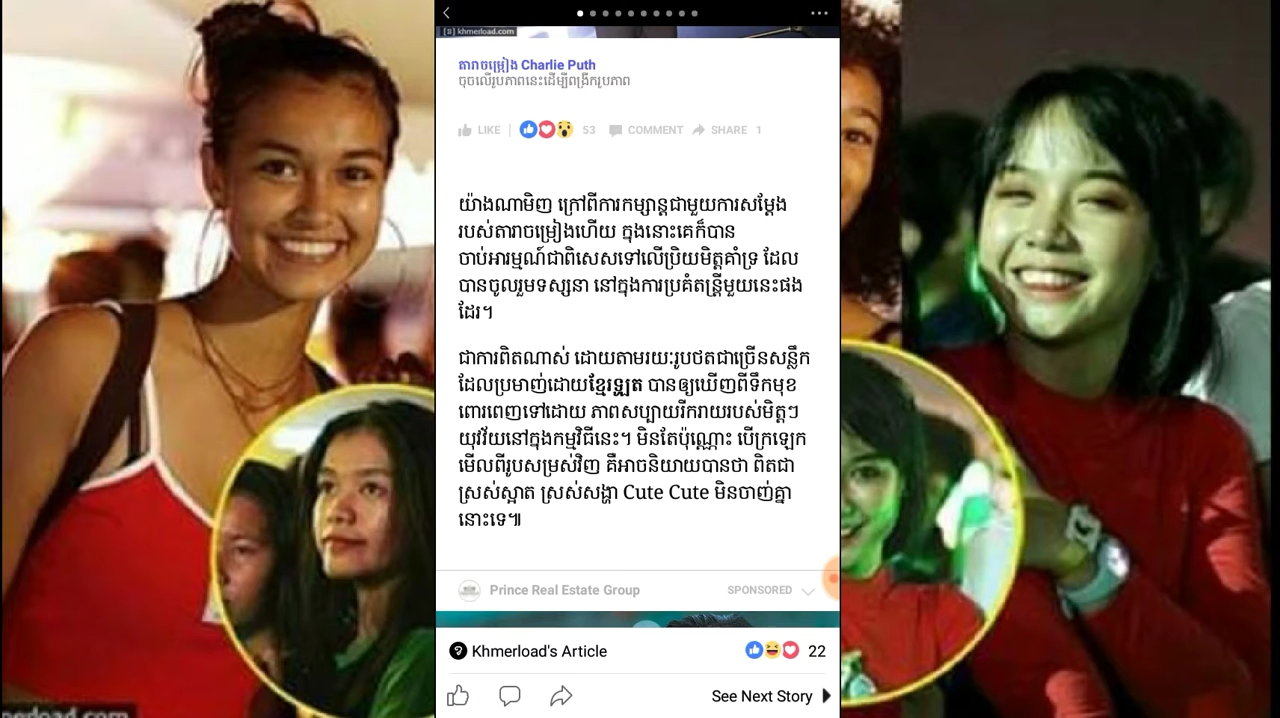 [ខ] khmerload.com
តារាចម្រៀង Charlie Puth
ចុចលើរូបភាពនេះដើម្បីពង្រីករូបភាព
LIKE 53 COMMENT SHARE 1
យ៉ាងណាមិញ ក្រៅពីការកម្សាន្តជាមួយការសម្តែង
របស់តារាចម្រៀងហើយ ក្នុងនោះគេក៏បាន
ចាប់អារម្មណ៍ជាពិសេសទៅលើប្រិយមិត្តគាំទ្រ ដែល
បានចូលរួមទស្សនា នៅក្នុងការប្រគំតន្ត្រីមួយនេះផង
ដែរ។
ជាការពិតណាស់ ដោយតាមរយៈរូបថតជាច្រើនសន្លឹក
ដែលប្រមាញ់ដោយខ្មែរឡូត បានឲ្យឃើញពីទឹកមុខ
ពោរពេញទៅដោយ ភាពសប្បាយរីករាយរបស់មិត្តៗ
យុវវ័យនៅក្នុងកម្មវិធីនេះ។ មិនតែប៉ុណ្ណោះ បើក្រឡេក
មើលពីរូបសម្រស់វិញ គឺអាចនិយាយបានថា ពិតជា
ស្រស់ស្អាត ស្រស់សង្ហា Cute Cute មិនចាញ់គ្នា
នោះទេ៕
Prince Real Estate Group SPONSORED
Khmerload's Article 22
See Next Story
merload.com